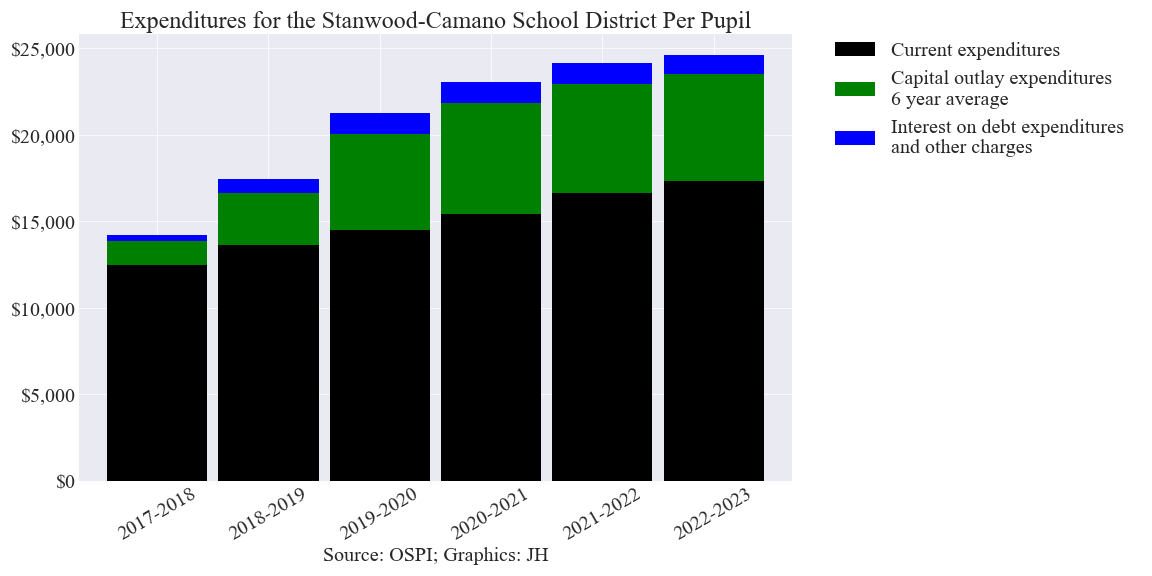 Expenditures for the Stanwood-Camano School District Per Pupil
$25,000
$20,000
$15,000
$10,000
$5,000
$0
2017-2018
2018-2019
2019-2020
2020-2021
2021-2022
2022-2023
Source: OSPI; Graphics: JH
Current expenditures
Capital outlay expenditures
6 year average
Interest on debt expenditures
and other charges